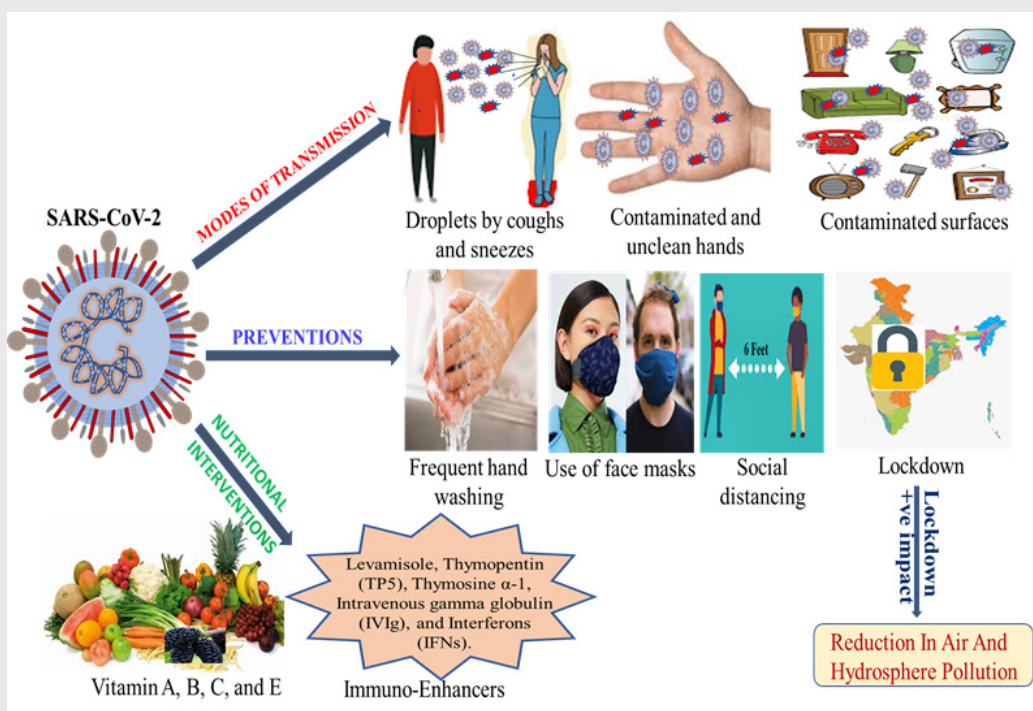 SARS-CoV-2
MODES OF TRANSMISSION
Droplets by coughs
and sneezes
Contaminated and
unclean hands
Contaminated surfaces
PREVENTIONS
6 Feet
Frequent hand
washing
Use of face masks
Social
distancing
Lockdown
NUTRITIONAL
INTERVENTIONS
Vitamin A, B, C, and E
Levamisole, Thymopentin
(TP5), Thymosine α-1,
Intravenous gamma globulin
(IVIg), and Interferons
(IFNs).
Immuno-Enhancers
Lockdown
+ve impact
Reduction In Air And
Hydrosphere Pollution